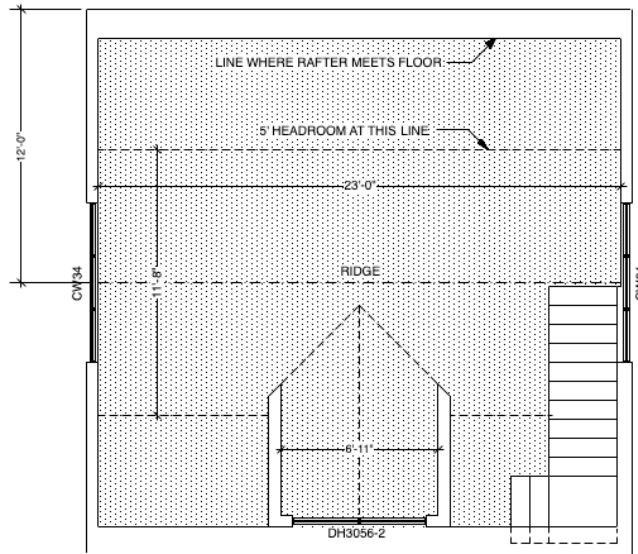 LINE WHERE RAFTER MEETS FLOOR
5' HEADROOM AT THIS LINE
12'-0"
23'-0"
CW34
11'-8"
RIDGE
6'-11"
DH3056-2